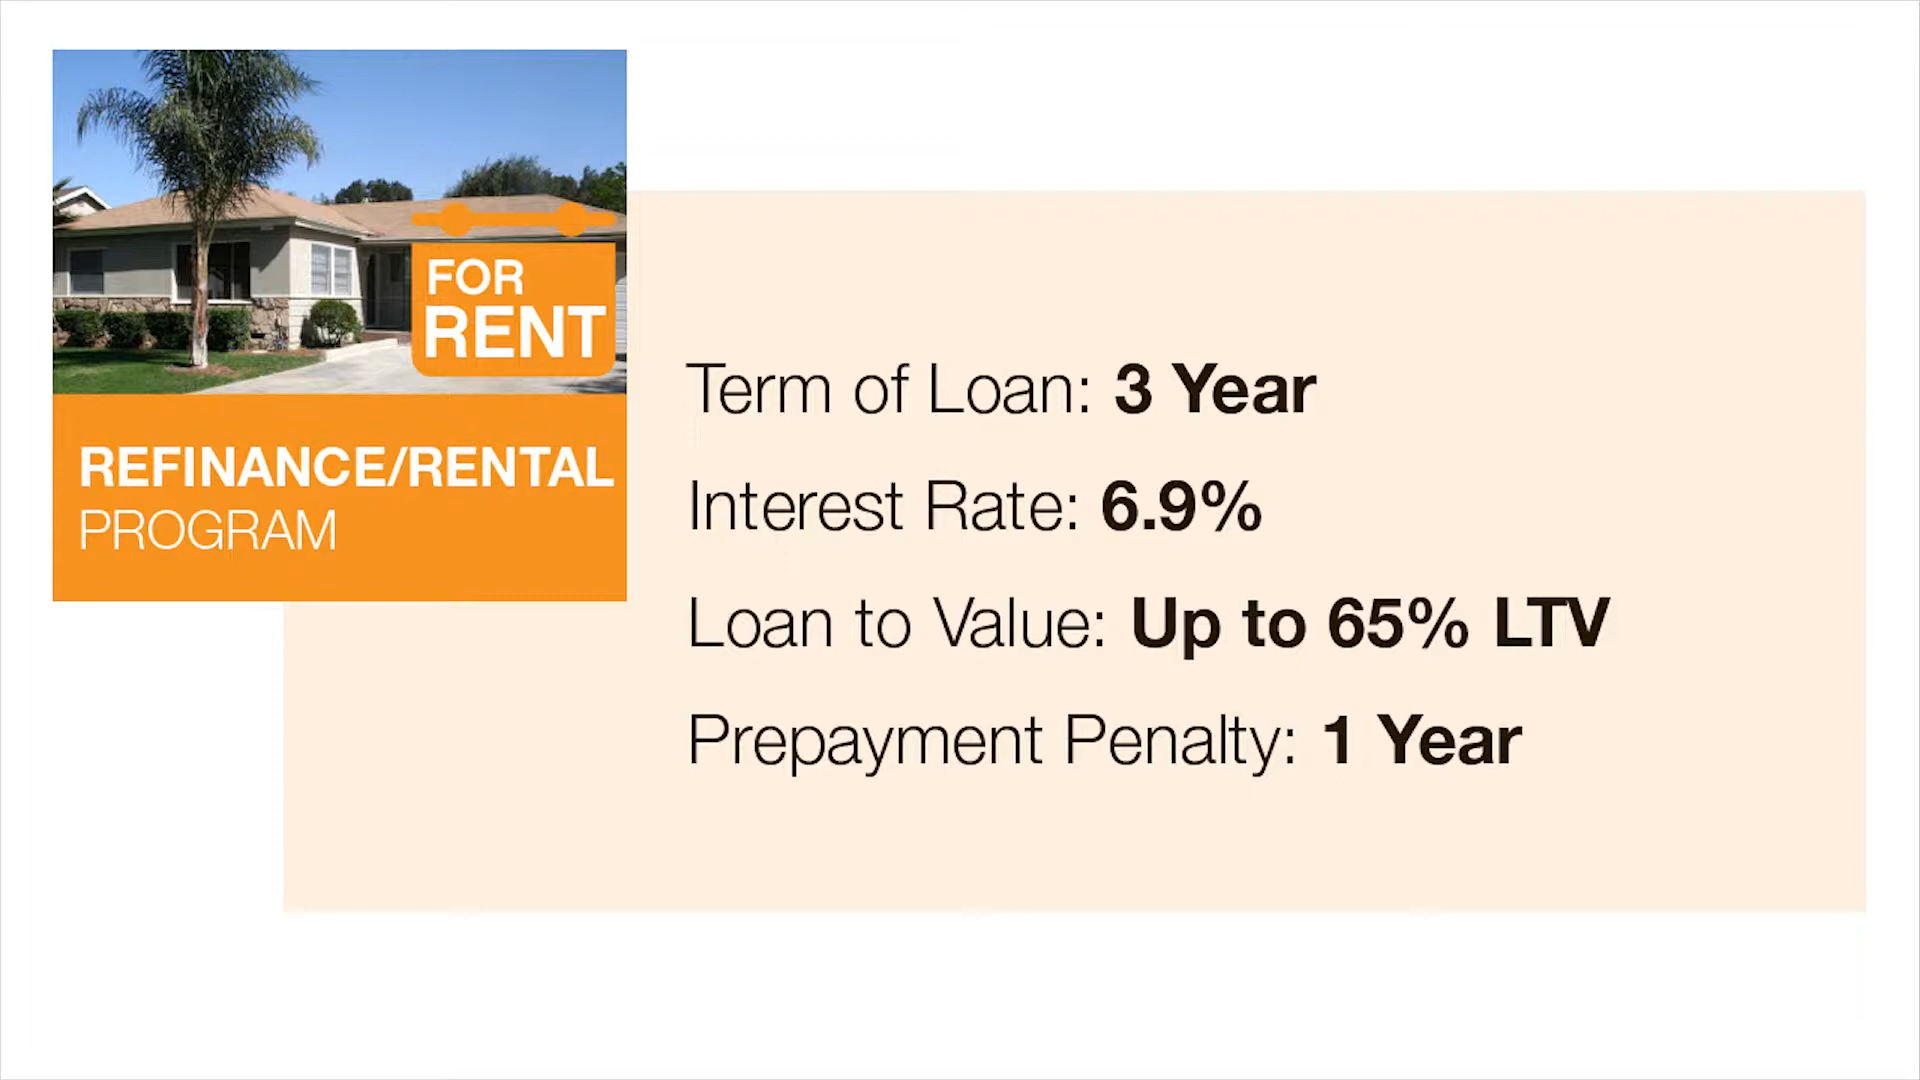 FOR
RENT
REFINANCE/RENTAL
PROGRAM
Term of Loan: 3 Year
Interest Rate: 6.9%
Loan to Value: Up to 65% LTV
Prepayment Penalty: 1 Year